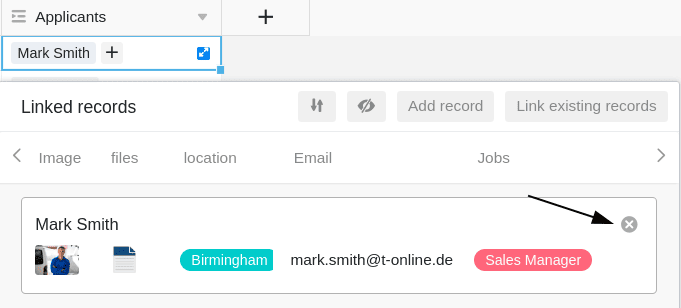 Applicants
Mark Smith
Linked records
Add record
Link existing records
Image files location Email Jobs
Mark Smith
Birmingham mark.smith@t-online.de Sales Manager